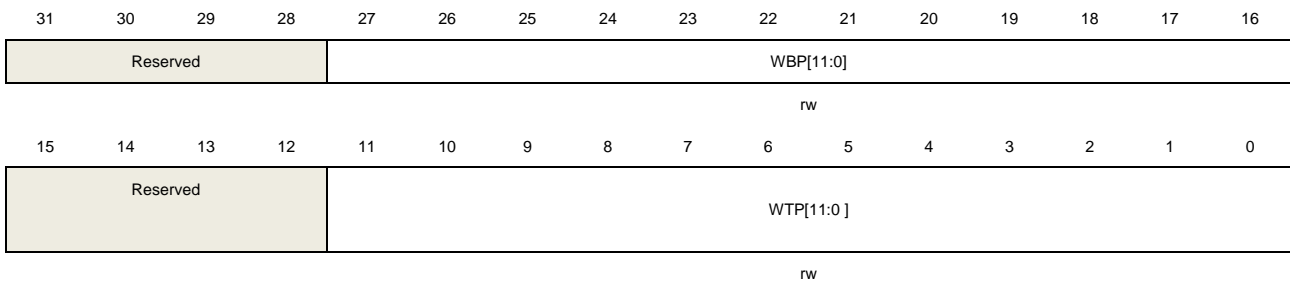 31 30 29 28 27 26 25 24 23 22 21 20 19 18 17 16
Reserved WBP[11:0]
rw
15 14 13 12 11 10 9 8 7 6 5 4 3 2 1 0
Reserved
WTP[11:0 ]
rw